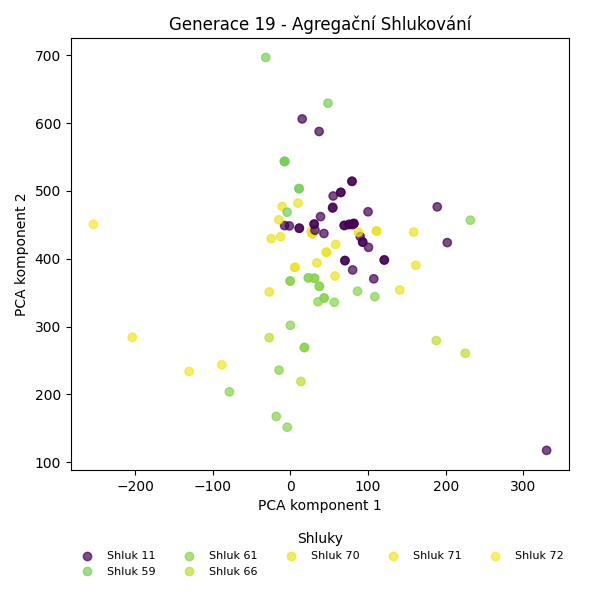 Generace 19 - Agregační Shlukování
PCA komponent 2
700
600
500
400
300
200
100
−200 −100 0 100 200 300
PCA komponent 1
Shluky
Shluk 11 Shluk 61 Shluk 70 Shluk 71 Shluk 72
Shluk 59 Shluk 66